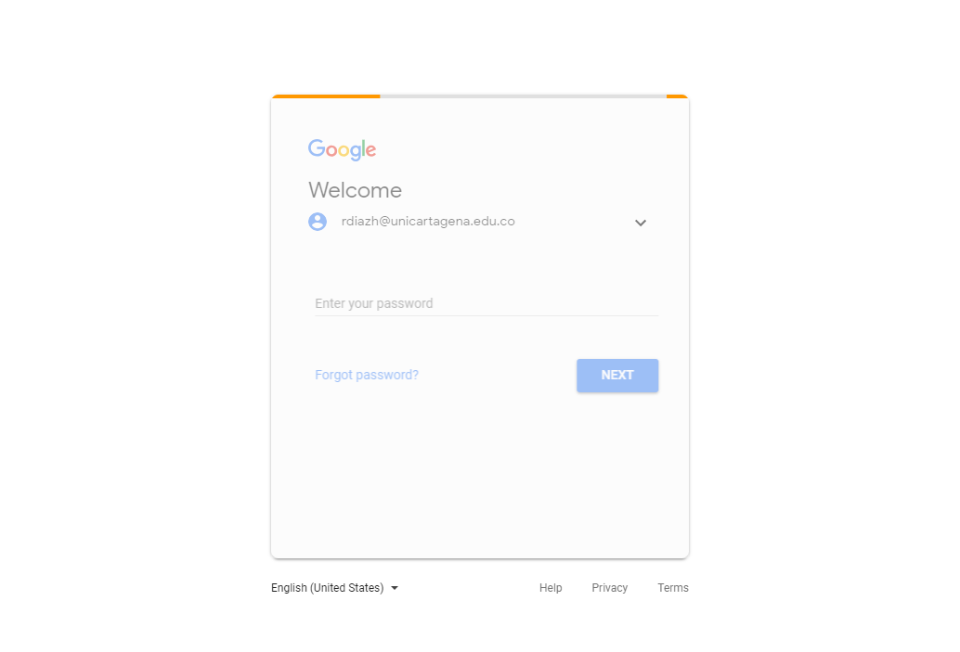 Google
Welcome
rdiazh@unicartagena.edu.co
Enter your password
Forgot password?
NEXT
English (United States)
Help
Privacy
Terms